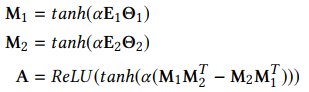 M₁ = tanh(αE₁Θ₁)
M₂ = tanh(αE₂Θ₂)
A = ReLU(tanh(α(M₁M₂ᵀ − M₂M₁ᵀ)))